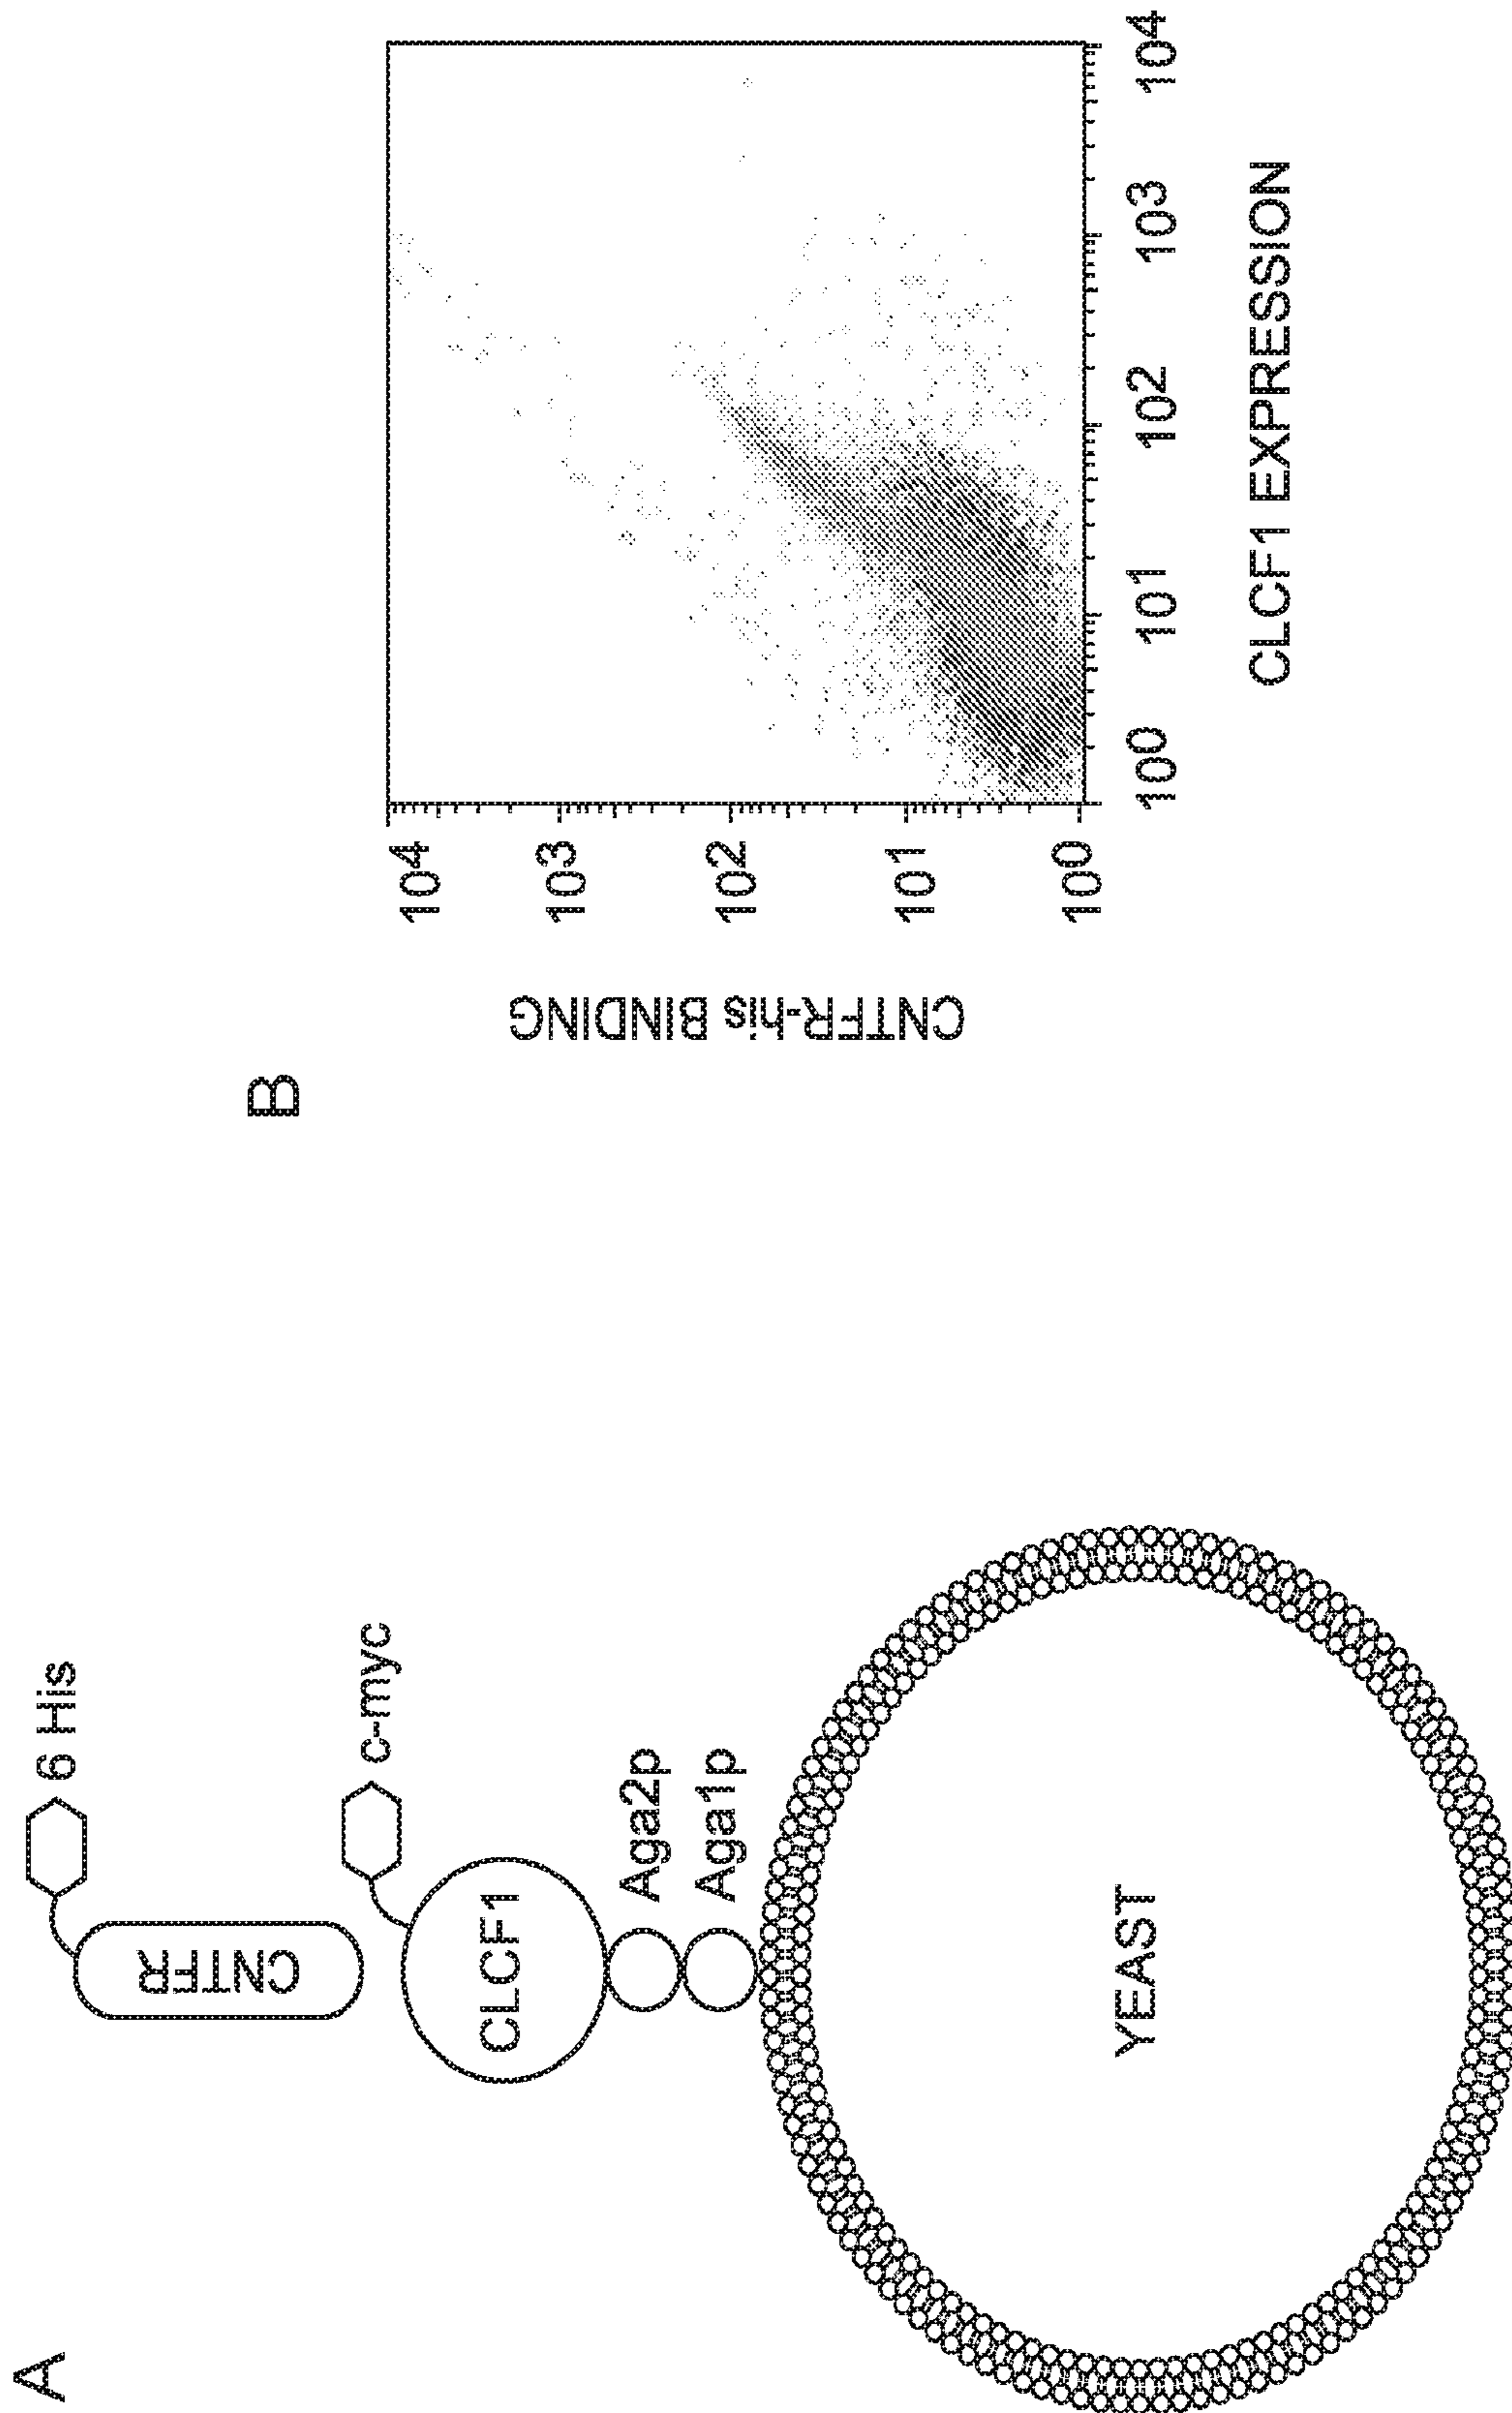 A
6 His
CNTFR
c-myc
CLCF1
Aga2p
Aga1p
YEAST
B
CNTFR-his BINDING
10⁴
10³
10²
10¹
10⁰
10⁰ 10¹ 10² 10³ 10⁴
CLCF1 EXPRESSION